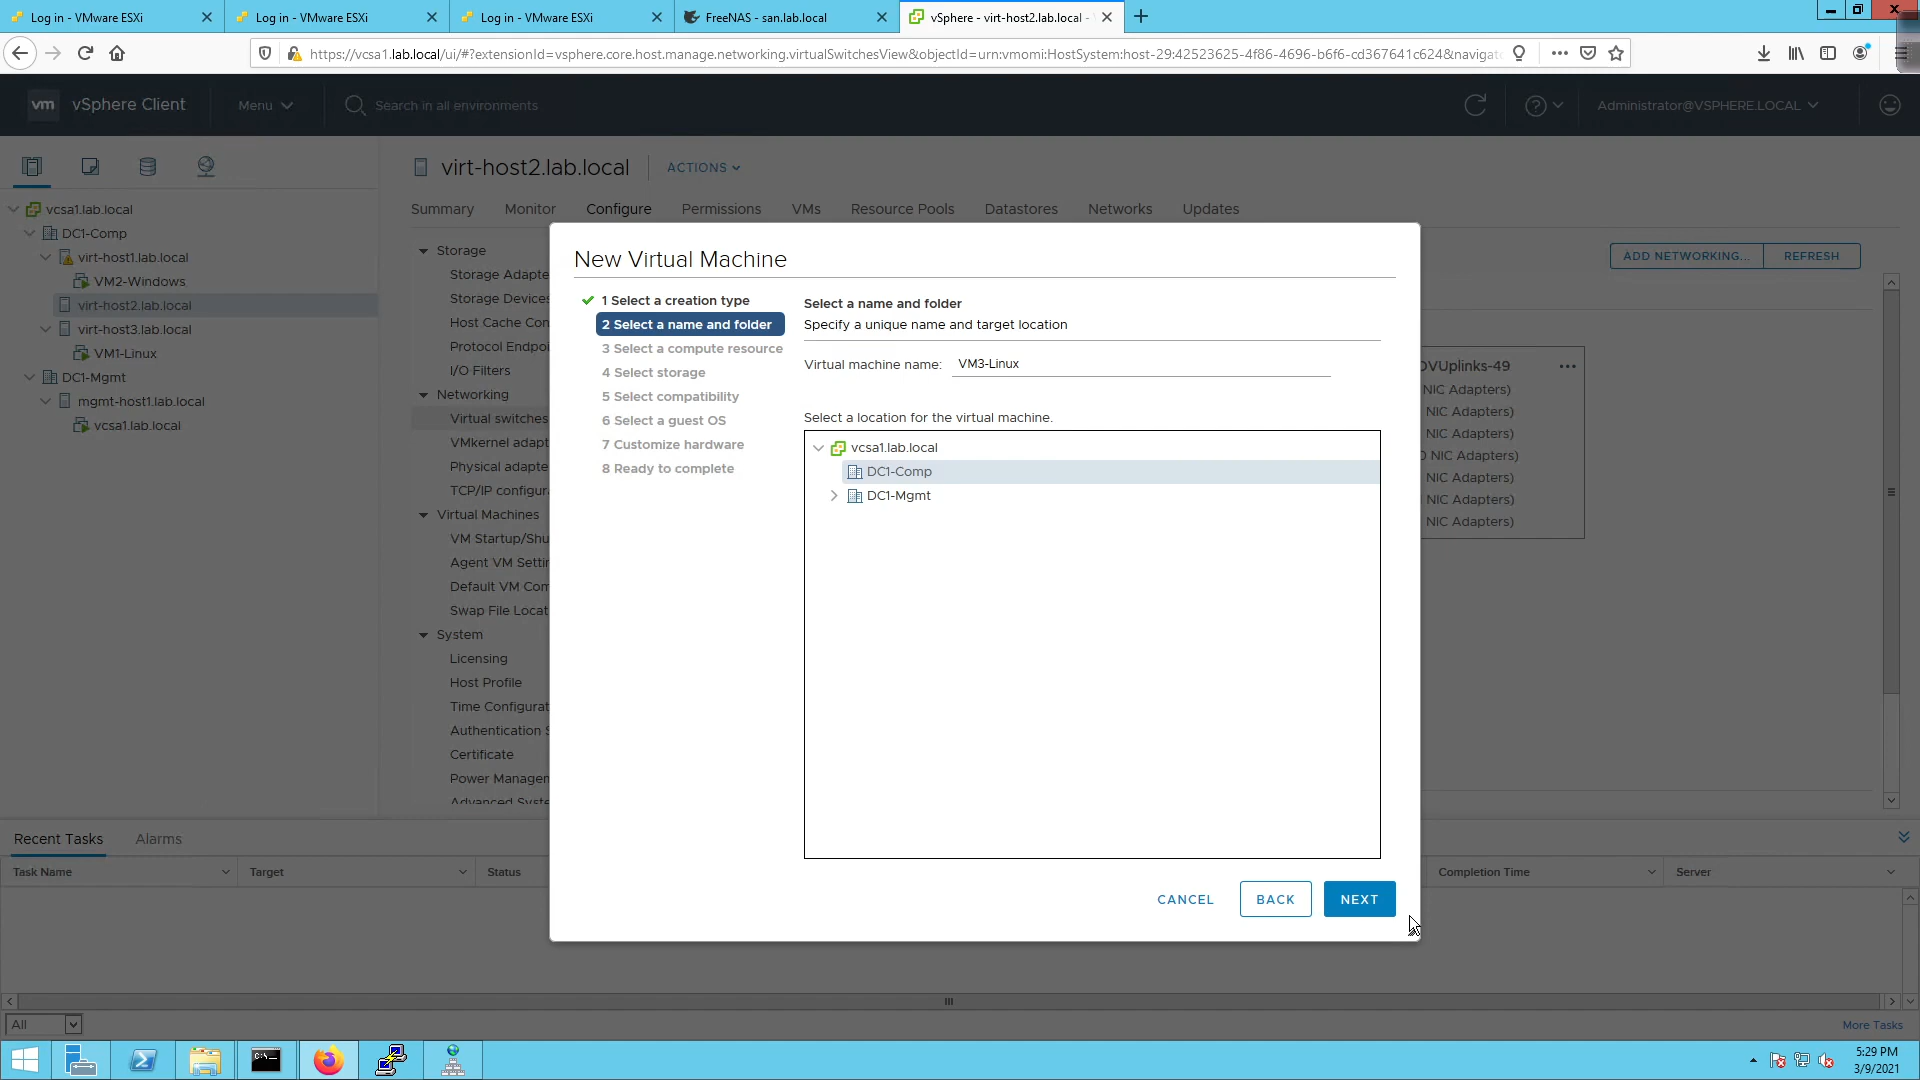 Log in - VMware ESXi
Log in - VMware ESXi
Log in - VMware ESXi
FreeNAS - san.lab.local
vSphere - virt-host2.lab.local -
https://vcsa1.lab.local/ui/#?extensionId=vsphere.core.host.manage.networking.virtualSwitchesView&objectId=urn:vmomi:HostSystem:host-29:42523625-4f86-4696-b6f6-cd367641c624&navigat
vm vSphere Client
Menu
Search in all environments
Administrator@VSPHERE.LOCAL
virt-host2.lab.local
ACTIONS
Summary
Monitor
Configure
Permissions
VMs
Resource Pools
Datastores
Networks
Updates
vcsa1.lab.local
DC1-Comp
virt-host1.lab.local
VM2-Windows
virt-host2.lab.local
virt-host3.lab.local
VM1-Linux
DC1-Mgmt
mgmt-host1.lab.local
vcsa1.lab.local
Storage
Storage Adapte
Storage Devices
Host Cache Con
Protocol Endpoi
I/O Filters
Networking
Virtual switches
VMkernel adapt
Physical adapte
TCP/IP configur
Virtual Machines
VM Startup/Shu
Agent VM Setti
Default VM Com
Swap File Locat
System
Licensing
Host Profile
Time Configurat
Authentication S
Certificate
Power Managem
Advanced Syste
ADD NETWORKING...
REFRESH
DVUplinks-49
NIC Adapters)
NIC Adapters)
NIC Adapters)
NIC Adapters)
NIC Adapters)
NIC Adapters)
NIC Adapters)
New Virtual Machine
1 Select a creation type
2 Select a name and folder
3 Select a compute resource
4 Select storage
5 Select compatibility
6 Select a guest OS
7 Customize hardware
8 Ready to complete
Select a name and folder
Specify a unique name and target location
Virtual machine name: VM3-Linux
Select a location for the virtual machine.
vcsa1.lab.local
DC1-Comp
DC1-Mgmt
CANCEL
BACK
NEXT
Recent Tasks
Alarms
Task Name
Target
Status
Completion Time
Server
All
More Tasks
5:29 PM
3/9/2021